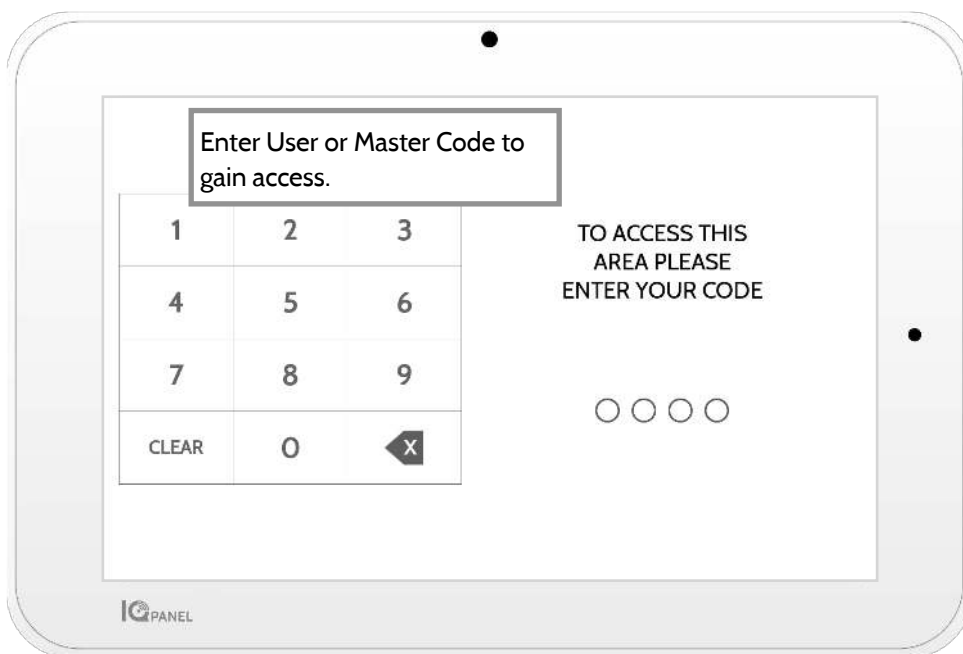 Enter User or Master Code to
gain access.
1 2 3
4 5 6
7 8 9
CLEAR 0 X
TO ACCESS THIS
AREA PLEASE
ENTER YOUR CODE
IQ PANEL